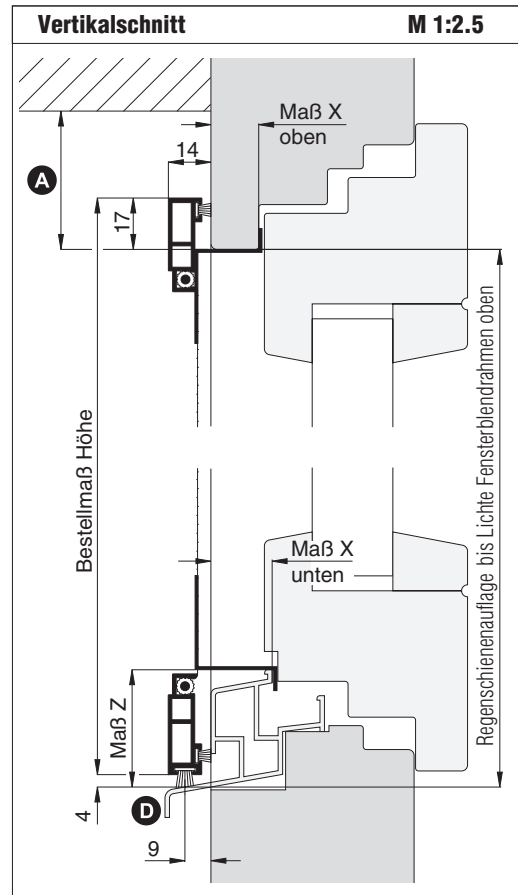 Vertikalschnitt M 1:2.5
Maß X
oben
14
A
17
Bestellmaß Höhe
Regenschienenauflage bis Lichte Fensterblendrahmen oben
Maß X
unten
Maß Z
4
D
9